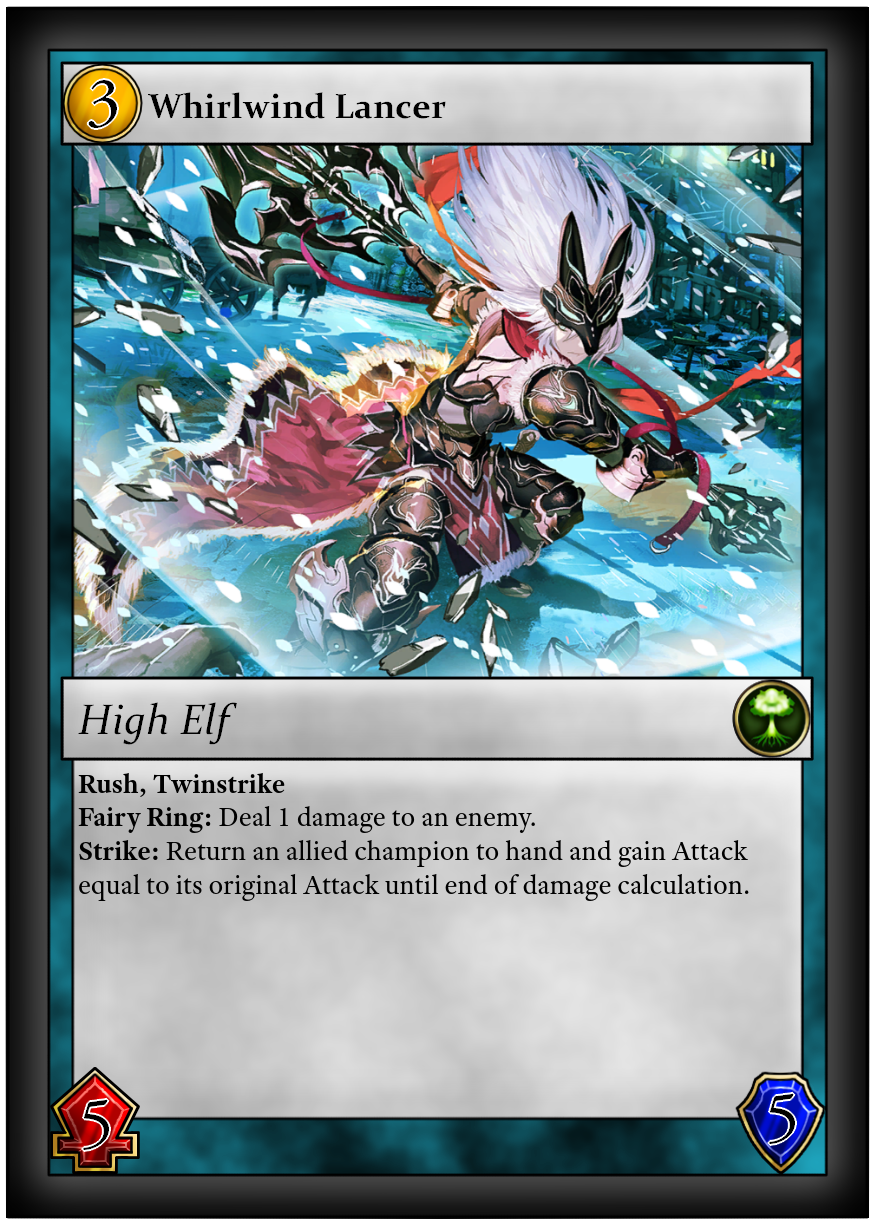 3
Whirlwind Lancer
High Elf
Rush, Twinstrike
Fairy Ring: Deal 1 damage to an enemy.
Strike: Return an allied champion to hand and gain Attack
equal to its original Attack until end of damage calculation.
5
5